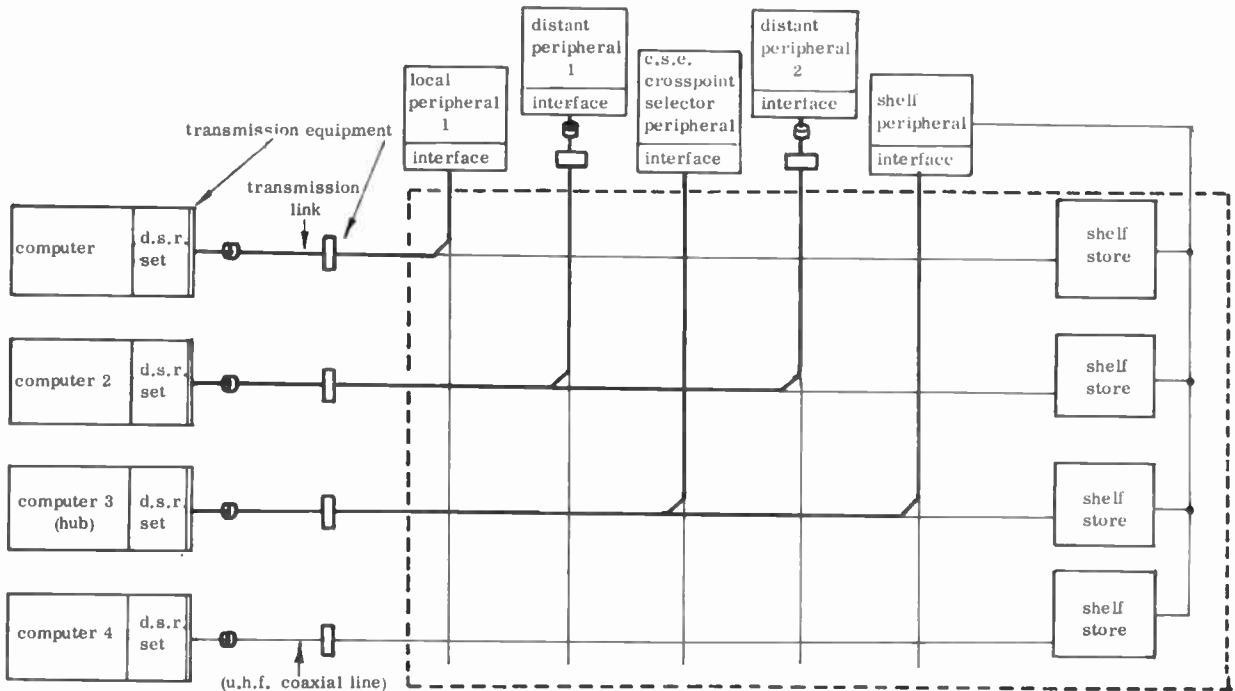 local
peripheral
1
interface
distant
peripheral
1
interface
c.s.e.
crosspoint
selector
peripheral
interface
distant
peripheral
2
interface
shelf
peripheral
interface
transmission equipment
transmission
link
computer
d.s.r.
set
shelf
store
computer 2
d.s.r.
set
shelf
store
computer 3
(hub)
d.s.r.
set
shelf
store
computer 4
d.s.r.
set
shelf
store
(u.h.f. coaxial line)